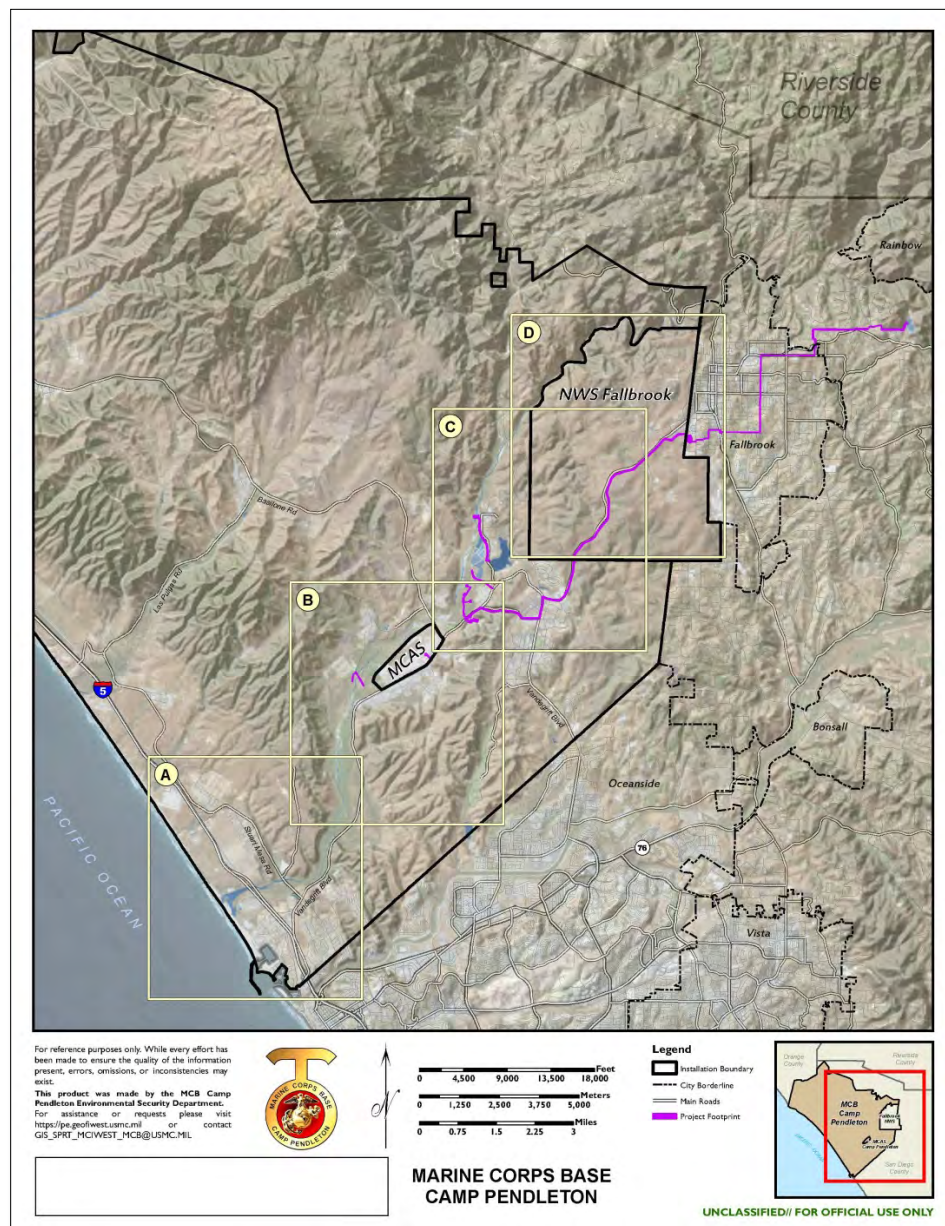 Riverside
County
Rainbow
D
NWS Fallbrook
C
Fallbrook
Basilone Rd
Las Pulgas Rd
B
MCAS
5
Vandegrift Blvd
Bonsall
A
Oceanside
PACIFIC OCEAN
Stuart Mesa Rd
76
Vandegrift Blvd
Vista
For reference purposes only. While every effort has
been made to ensure the quality of the information
present, errors, omissions, or inconsistencies may
exist.
This product was made by the MCB Camp
Pendleton Environmental Security Department.
For assistance or requests please visit
https://pe.geofiwest.usmc.mil or contact
GIS_SPRT_MCIWEST_MCB@USMC.MIL
MARINE CORPS BASE
CAMP PENDLETON
N
Feet
0 4,500 9,000 13,500 18,000
Meters
0 1,250 2,500 3,750 5,000
Miles
0 0.75 1.5 2.25 3
MARINE CORPS BASE
CAMP PENDLETON
Legend
Installation Boundary
City Borderline
Main Roads
Project Footprint
Orange
County
Riverside
County
MCB
Camp
Pendleton
Fallbrook
NWS
MCAS
Camp Pendleton
San Diego
County
UNCLASSIFIED// FOR OFFICIAL USE ONLY